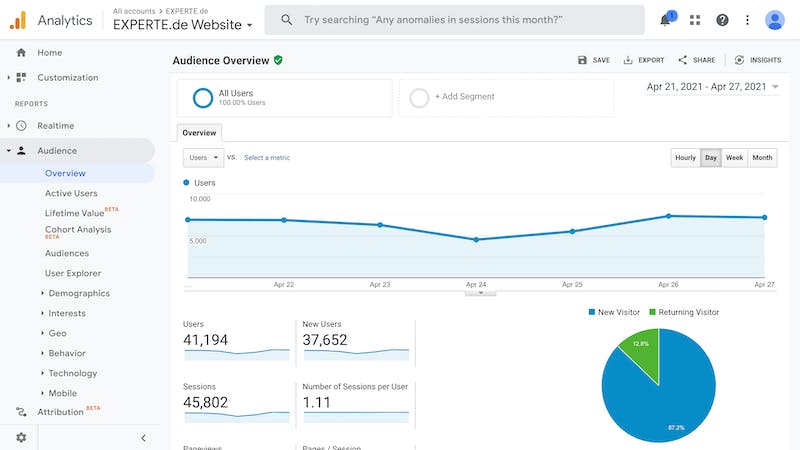 Analytics
All accounts > EXPERTE.de
EXPERTE.de Website
Try searching “Any anomalies in sessions this month?”
1
Home
Customization
REPORTS
Realtime
Audience
Overview
Active Users
Lifetime Value BETA
Cohort Analysis
BETA
Audiences
User Explorer
Demographics
Interests
Geo
Behavior
Technology
Mobile
Attribution BETA
Audience Overview
SAVE
EXPORT
SHARE
INSIGHTS
All Users
100.00% Users
+ Add Segment
Apr 21, 2021 - Apr 27, 2021
Overview
Users
VS.
Select a metric
Hourly
Day
Week
Month
Users
10,000
5,000
...
Apr 22
Apr 23
Apr 24
Apr 25
Apr 26
Apr 27
Users
41,194
New Users
37,652
Sessions
45,802
Number of Sessions per User
1.11
Pageviews
Pages / Session
New Visitor
Returning Visitor
12.8%
87.2%